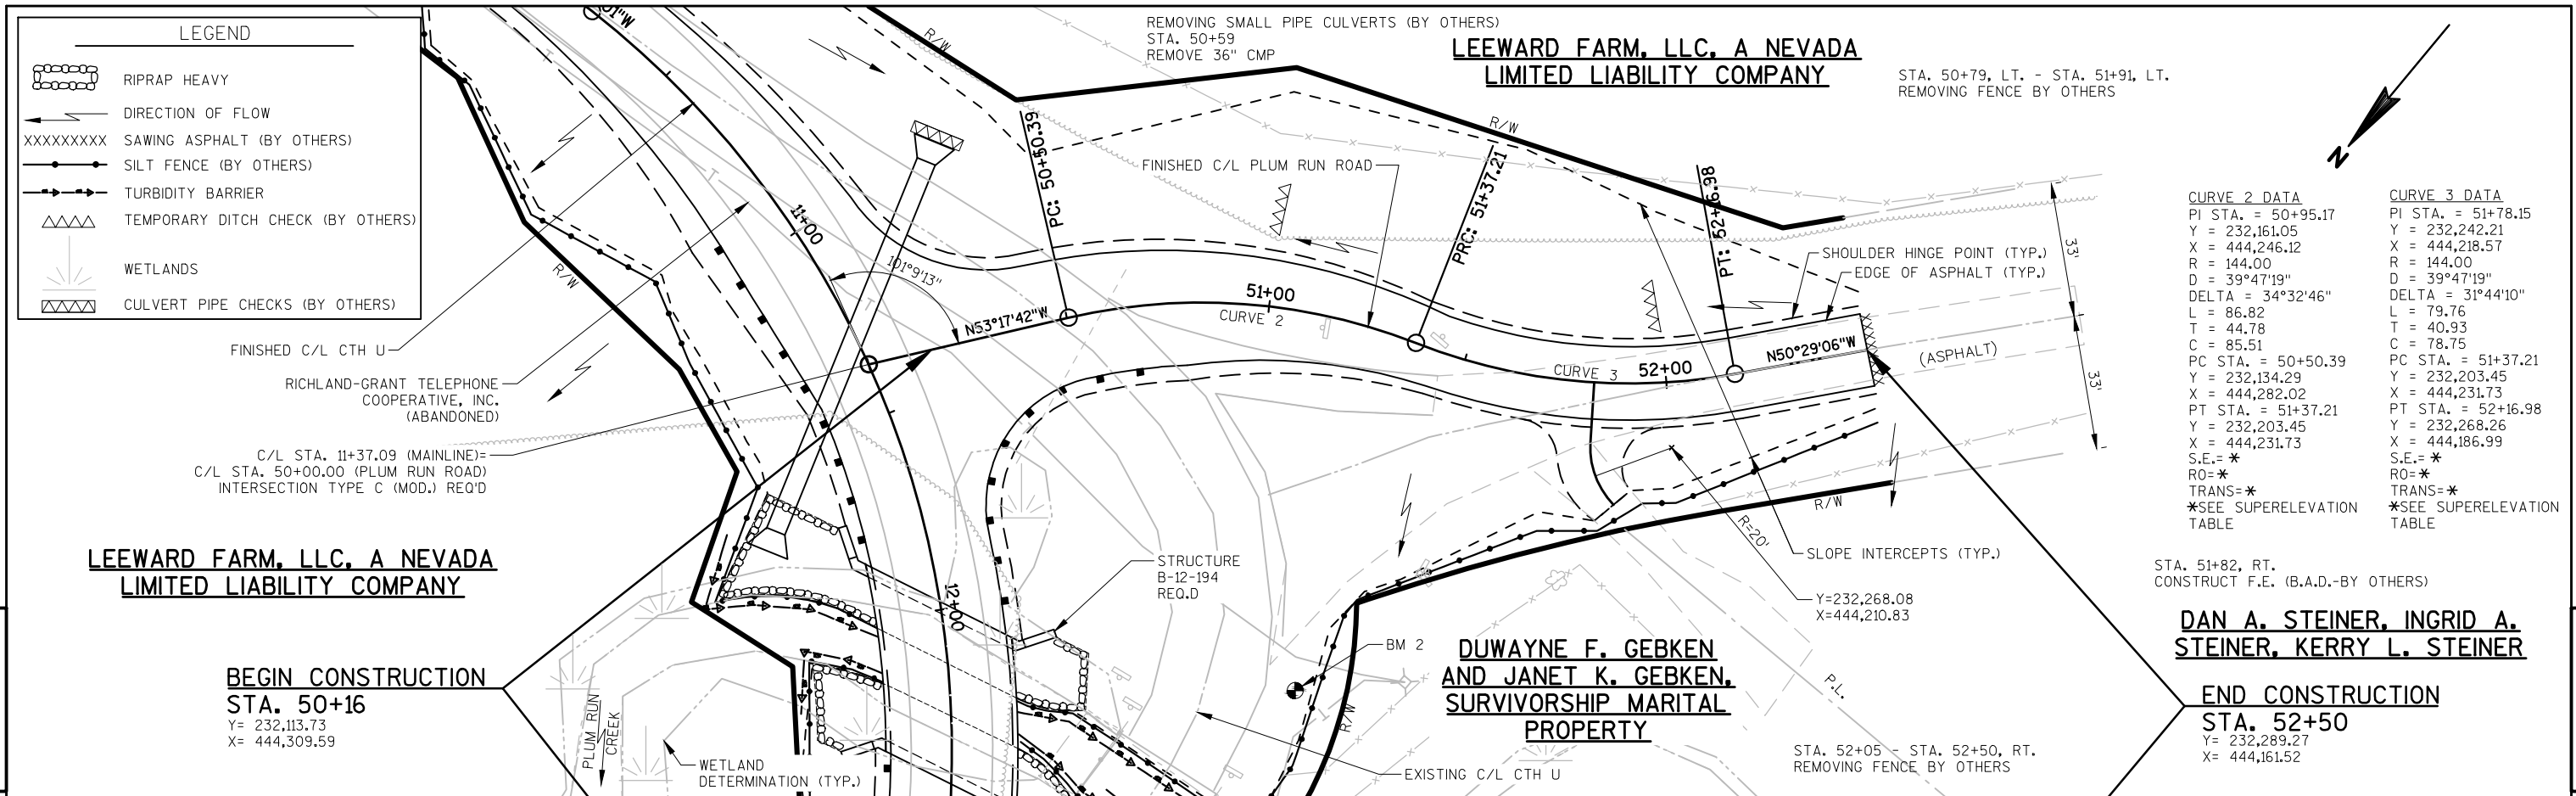 LEGEND
RIPRAP HEAVY
DIRECTION OF FLOW
XXXXXXXXX SAWING ASPHALT (BY OTHERS)
SILT FENCE (BY OTHERS)
TURBIDITY BARRIER
TEMPORARY DITCH CHECK (BY OTHERS)
WETLANDS
CULVERT PIPE CHECKS (BY OTHERS)
01"W
R/W
REMOVING SMALL PIPE CULVERTS (BY OTHERS)
STA. 50+59
REMOVE 36" CMP
LEEWARD FARM, LLC, A NEVADA
LIMITED LIABILITY COMPANY
STA. 50+79, LT. - STA. 51+91, LT.
REMOVING FENCE BY OTHERS
N
R/W
R/W
FINISHED C/L PLUM RUN ROAD
PC: 50+50.39
PRC: 51+37.21
PT: 52+16.98
11+00
101°9'13"
N53°17'42"W
51+00
CURVE 2
CURVE 3
52+00
N50°29'06"W
(ASPHALT)
SHOULDER HINGE POINT (TYP.)
EDGE OF ASPHALT (TYP.)
33'
33'
CURVE 2 DATA
PI STA. = 50+95.17
Y = 232,161.05
X = 444,246.12
R = 144.00
D = 39°47'19"
DELTA = 34°32'46"
L = 86.82
T = 44.78
C = 85.51
PC STA. = 50+50.39
Y = 232,134.29
X = 444,282.02
PT STA. = 51+37.21
Y = 232,203.45
X = 444,231.73
S.E.= *
RO= *
TRANS= *
*SEE SUPERELEVATION
TABLE
CURVE 3 DATA
PI STA. = 51+78.15
Y = 232,242.21
X = 444,218.57
R = 144.00
D = 39°47'19"
DELTA = 31°44'10"
L = 79.76
T = 40.93
C = 78.75
PC STA. = 51+37.21
Y = 232,203.45
X = 444,231.73
PT STA. = 52+16.98
Y = 232,268.26
X = 444,186.99
S.E.= *
RO= *
TRANS= *
*SEE SUPERELEVATION
TABLE
FINISHED C/L CTH U
RICHLAND-GRANT TELEPHONE
COOPERATIVE, INC.
(ABANDONED)
C/L STA. 11+37.09 (MAINLINE)=
C/L STA. 50+00.00 (PLUM RUN ROAD)
INTERSECTION TYPE C (MOD.) REQ'D
LEEWARD FARM, LLC, A NEVADA
LIMITED LIABILITY COMPANY
BEGIN CONSTRUCTION
STA. 50+16
Y= 232,113.73
X= 444,309.59
PLUM RUN
CREEK
WETLAND
DETERMINATION (TYP.)
12+00
STRUCTURE
B-12-194
REQ.D
BM 2
R/W
EXISTING C/L CTH U
DUWAYNE F. GEBKEN
AND JANET K. GEBKEN,
SURVIVORSHIP MARITAL
PROPERTY
R=20'
R/W
SLOPE INTERCEPTS (TYP.)
Y=232,268.08
X=444,210.83
P.L.
STA. 52+05 - STA. 52+50, RT.
REMOVING FENCE BY OTHERS
STA. 51+82, RT.
CONSTRUCT F.E. (B.A.D.-BY OTHERS)
DAN A. STEINER, INGRID A.
STEINER, KERRY L. STEINER
END CONSTRUCTION
STA. 52+50
Y= 232,289.27
X= 444,161.52